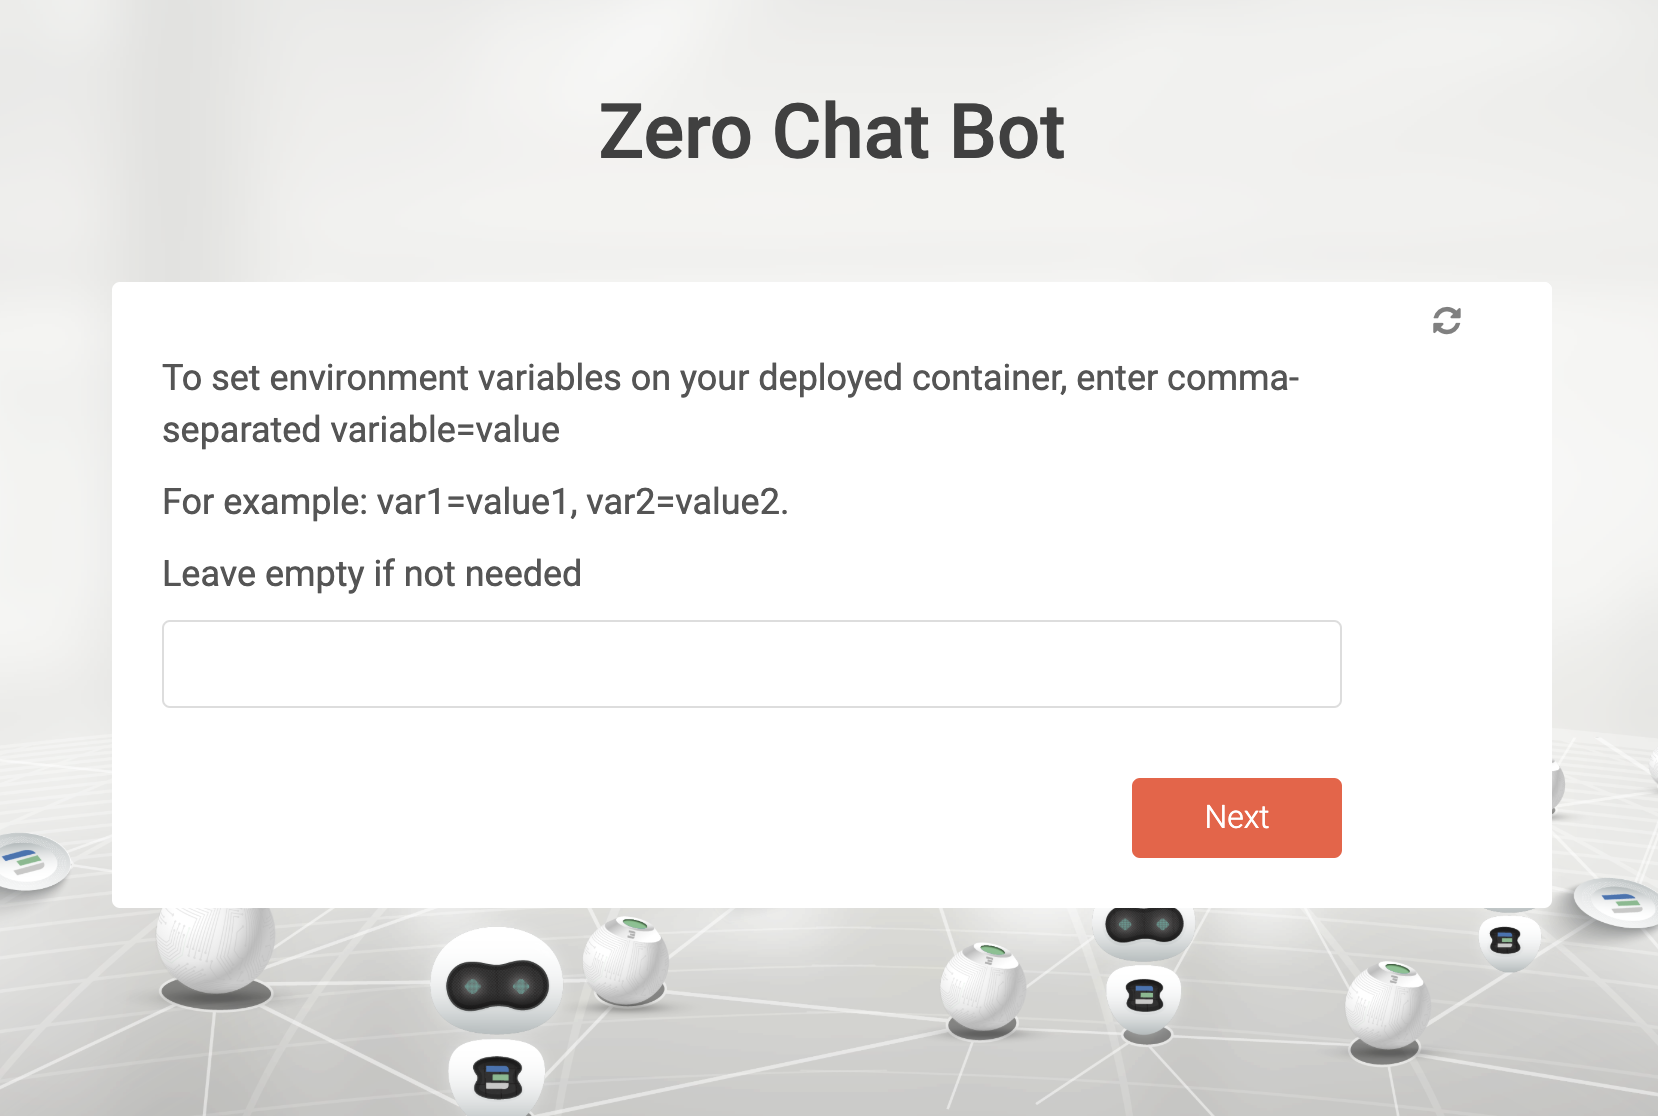 Zero Chat Bot
To set environment variables on your deployed container, enter comma-
separated variable=value
For example: var1=value1, var2=value2.
Leave empty if not needed
Next